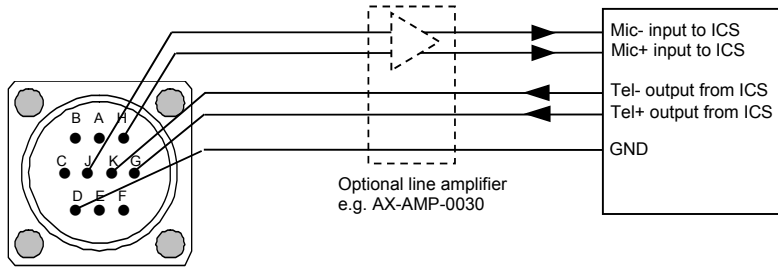 Mic- input to ICS
Mic+ input to ICS
Tel- output from ICS
Tel+ output from ICS
GND
B A H
C J K G
D E F
Optional line amplifier
e.g. AX-AMP-0030